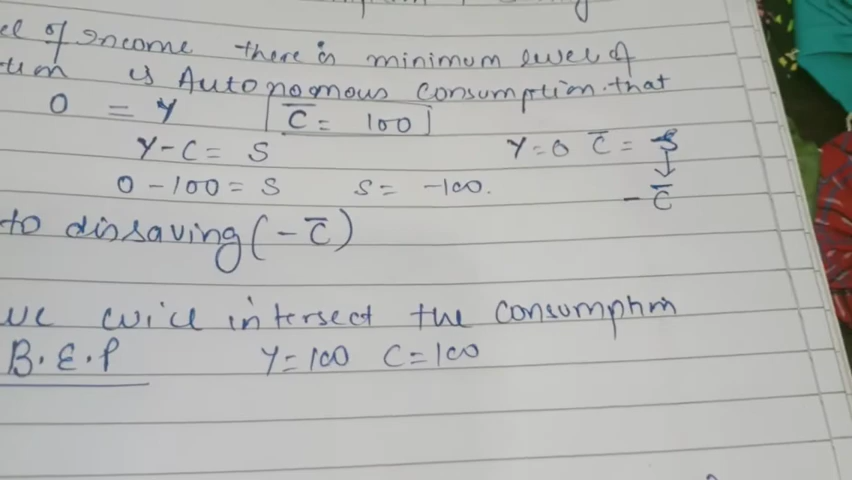 of Income there is minimum level of
is Autonomous consumption. that
0 = Y C̅ = 100
Y-C = S Y=0 C̅ = -S
0-100 = S S = -100. - C̅
to dissaving (- C̅)
will intersect the consumption
B.E.P Y=100 C=100